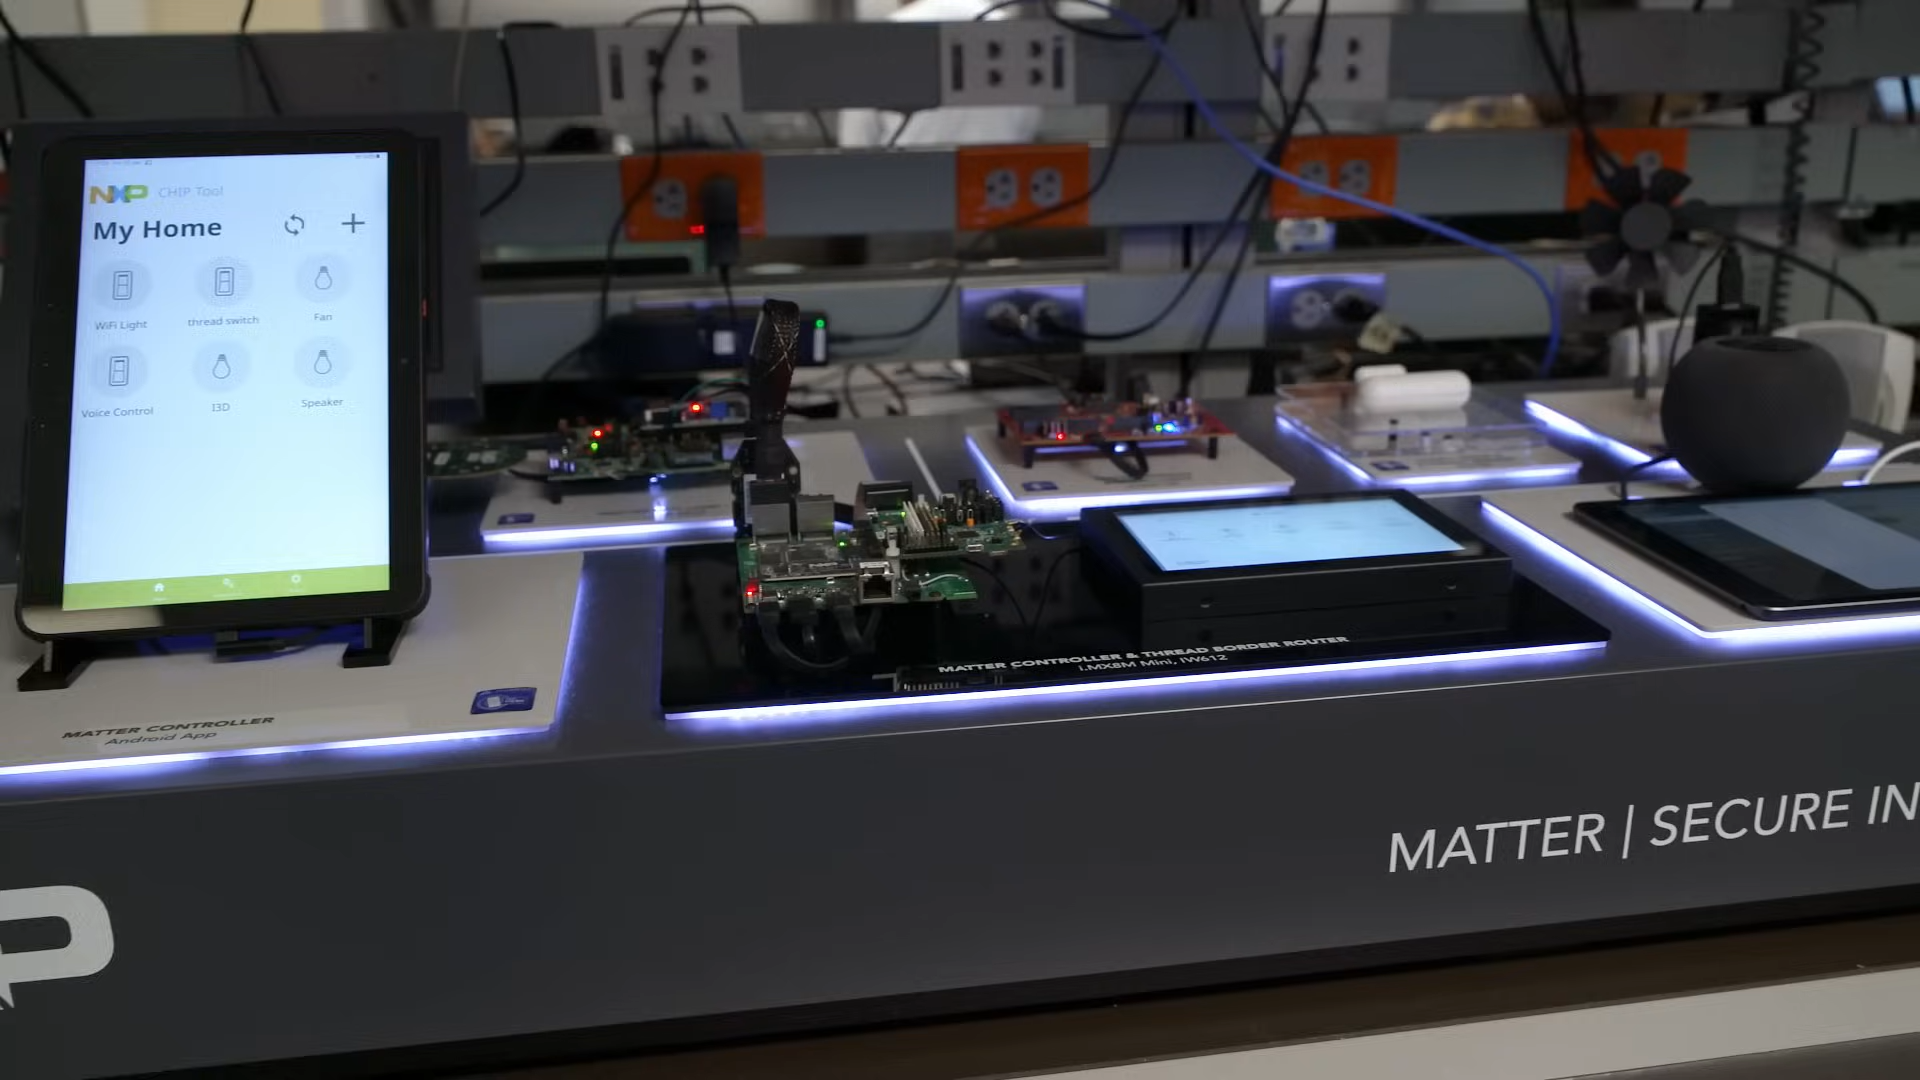 NXP CHIP Tool
My Home
WiFi Light
thread switch
Fan
Voice Control
I3D
Speaker
MATTER CONTROLLER
Android App
MATTER CONTROLLER & THREAD BORDER ROUTER
i.MX8M Mini, IW612
MATTER | SECURE IN
P